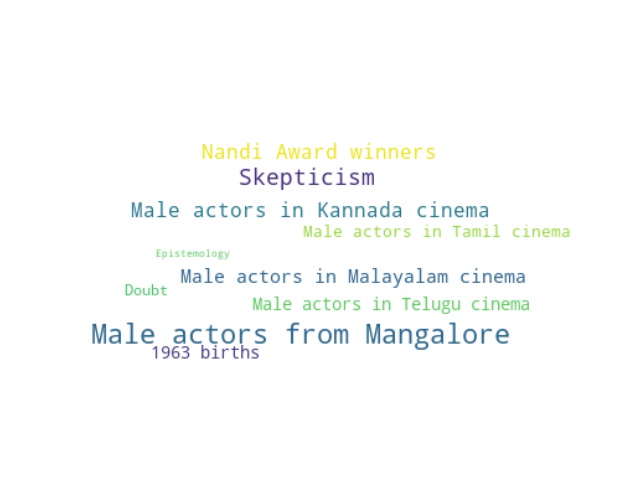 Nandi Award winners
Skepticism
Male actors in Kannada cinema
Male actors in Tamil cinema
Epistemology
Male actors in Malayalam cinema
Doubt
Male actors in Telugu cinema
Male actors from Mangalore
1963 births